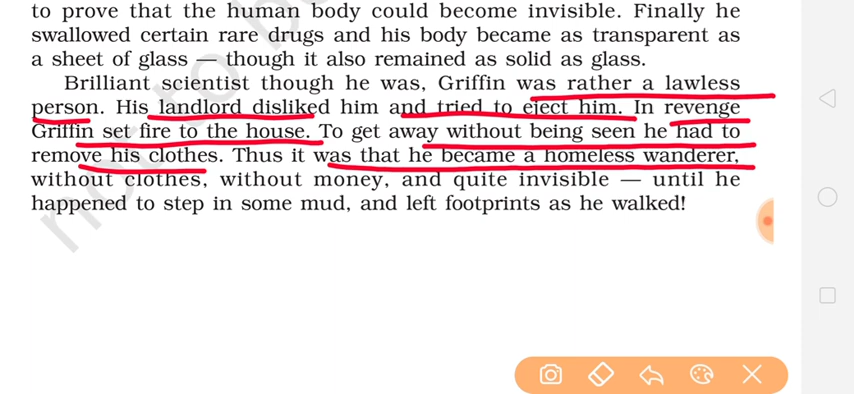 to prove that the human body could become invisible. Finally he
swallowed certain rare drugs and his body became as transparent as
a sheet of glass — though it also remained as solid as glass.
Brilliant scientist though he was, Griffin was rather a lawless
person. His landlord disliked him and tried to eject him. In revenge
Griffin set fire to the house. To get away without being seen he had to
remove his clothes. Thus it was that he became a homeless wanderer,
without clothes, without money, and quite invisible — until he
happened to step in some mud, and left footprints as he walked!